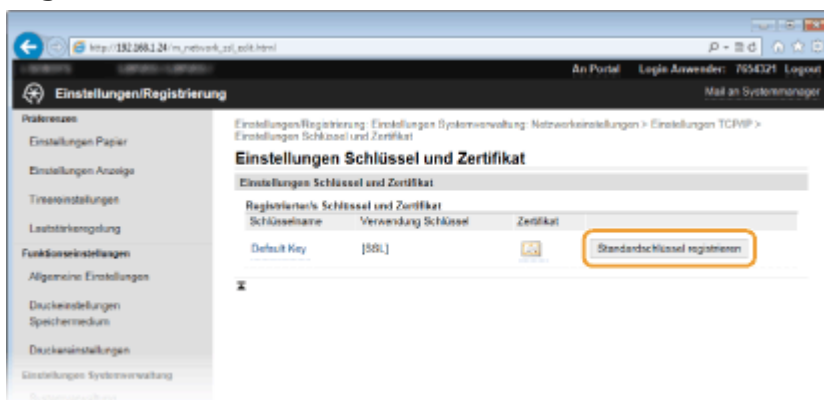 http://192.168.1.24/m_network_ssl_edit.html
An Portal Login Anwender: 7654321 Logout
Einstellungen/Registrierung
Mail an Systemmanager
Präferenzen
Einstellungen Papier
Einstellungen Anzeige
Timereinstellungen
Lautstärkeregelung
Funktionseinstellungen
Allgemeine Einstellungen
Druckeinstellungen
Speichermedium
Druckereinstellungen
Einstellungen Systemverwaltung
Einstellungen/Registrierung: Einstellungen Systemverwaltung: Netzwerkeinstellungen > Einstellungen TCP/IP >
Einstellungen Schlüssel und Zertifikat
Einstellungen Schlüssel und Zertifikat
Einstellungen Schlüssel und Zertifikat
Registrierte/s Schlüssel und Zertifikat
Schlüsselname Verwendung Schlüssel Zertifikat
Default Key [SSL] Standardschlüssel registrieren